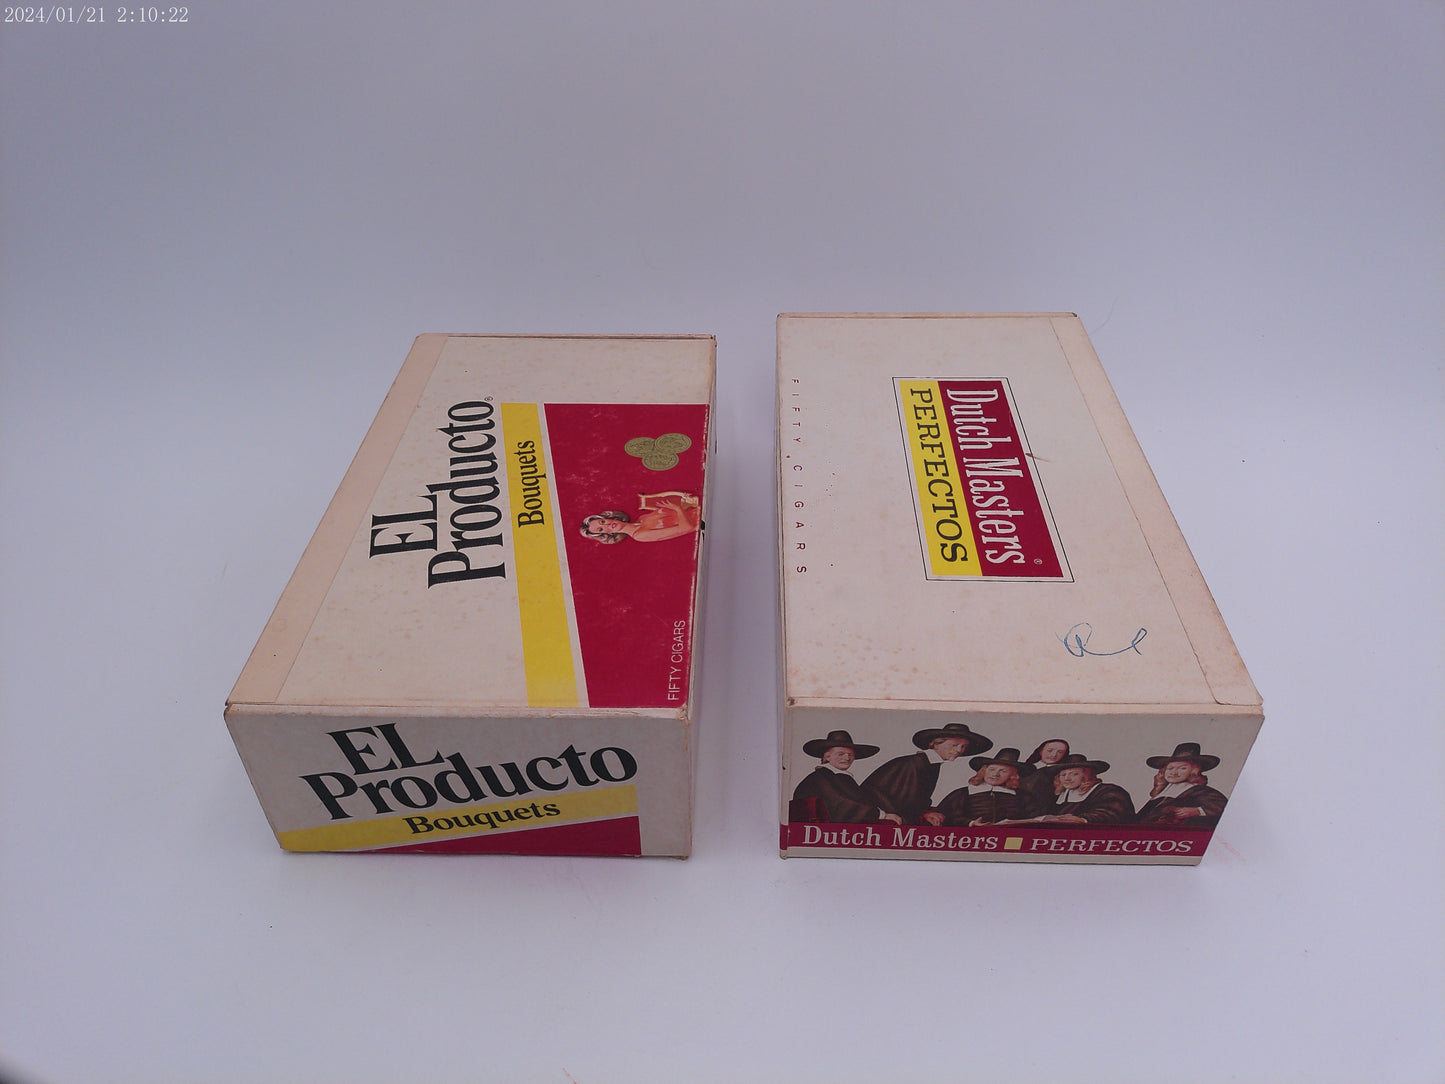 2024/01/21 2:10:22
EL
Producto®
Bouquets
FIFTY CIGARS
EL
Producto
Bouquets
FIFTY CIGARS
Dutch Masters®
PERFECTOS
Dutch Masters PERFECTOS